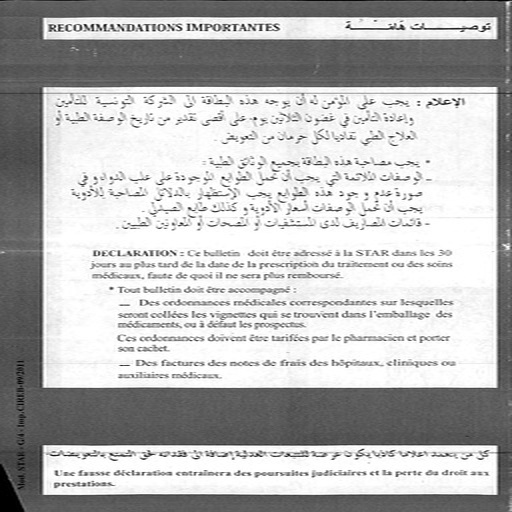 RECOMMANDATIONS IMPORTANTES
توصيـــات هـامّـــة
الإعلام : يجب على المؤمن له أن يوجه هذه البطاقة الى الشركة التونسية للتأمين
وإعادة التأمين في غضون الثلاثين يوم على أقصى تقدير من تاريخ الوصفة الطبية أو
العلاج الطبي تفاديا لكل حرمان من التعويض .
* يجب مصاحبة هذه البطاقة بجميع الوثائق الطبية :
- الوصفات الملائمة التي يجب أن تحمل الطوابع الموجودة على علب الدواء و في
صورة عدم وجود هذه الطوابع يجب الإستظهار بالدلائل المصاحبة للأدوية
يجب أن تحمل الوصفات أسعار الأدوية و كذلك طابع الصيدلي .
- قائمات المصاريف لدى المستشفيات أو المصحات أو المعاونين الطبيين .
DECLARATION : Ce bulletin doit être adressé à la STAR dans les 30
jours au plus tard de la date de la prescription du traitement ou des soins
médicaux, faute de quoi il ne sera plus remboursé.
* Tout bulletin doit être accompagné :
— Des ordonnances médicales correspondantes sur lesquelles
seront collées les vignettes qui se trouvent dans l'emballage des
médicaments, ou à défaut les prospectus.
Ces ordonnances doivent être tarifées par le pharmacien et porter
son cachet.
— Des factures des notes de frais des hôpitaux, cliniques ou
auxiliaires médicaux.
Mod. STAR - G/4 - Imp.CIREB-09/2011
كل من يتعمد اعلاما كاذبا يكون عرضة للتتبعات العدلية إضافة الى فقدانه حق التمتع بالتعويضات
Une fausse déclaration entraînera des poursuites judiciaires et la perte du droit aux
prestations.